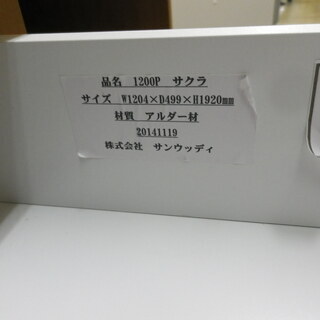 品名 1200P サクラ
サイズ W1204×D499×H1920mm
材質 アルダー材
20141119
株式会社 サンウッディ